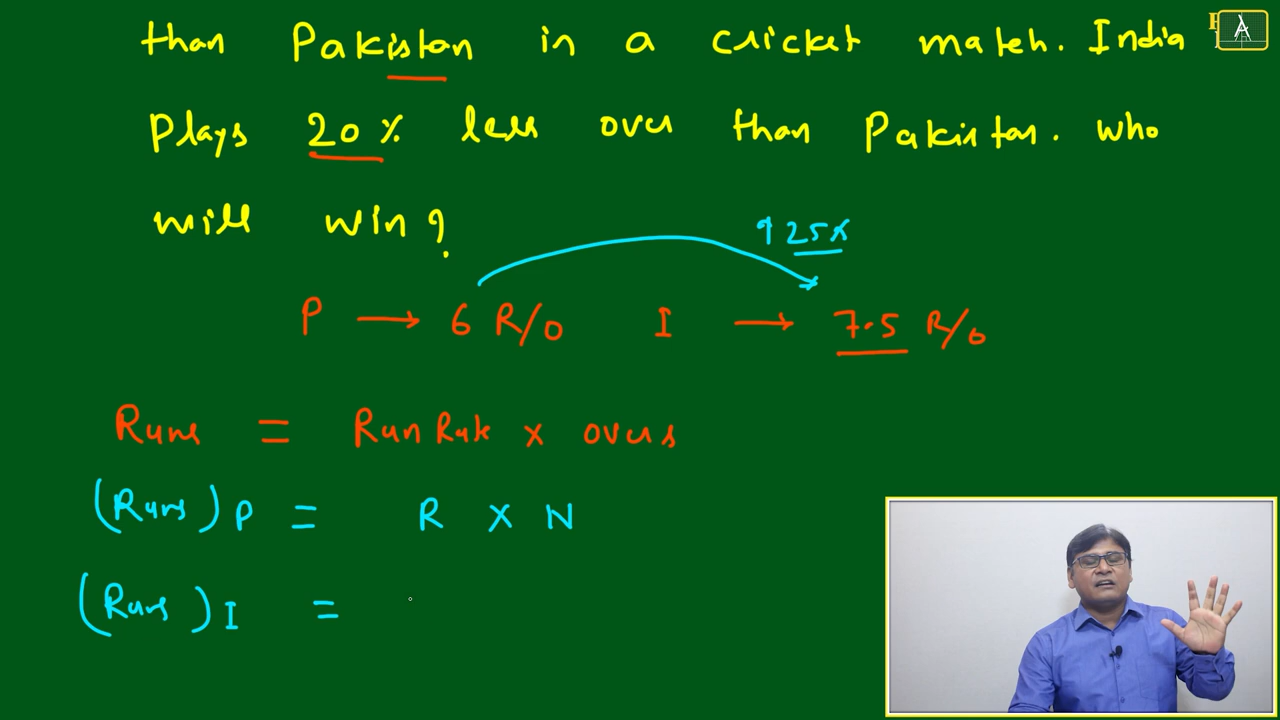 than Pakistan in a cricket match. India
Plays 20% less over than Pakistan. Who
will win?
↑ 25%
P → 6 R/O I → 7.5 R/O
Runs = Run Rate × overs
(Runs)P = R × N
(Runs)I =